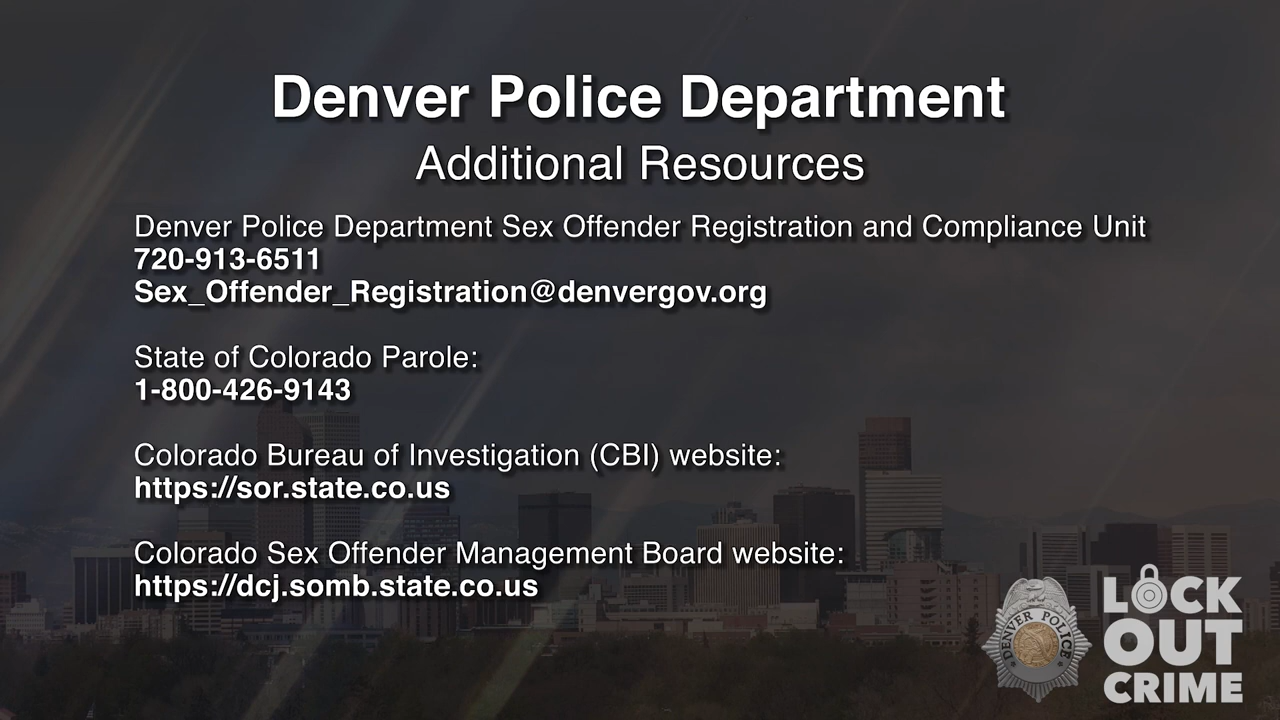 Denver Police Department
Additional Resources
Denver Police Department Sex Offender Registration and Compliance Unit
720-913-6511
Sex_Offender_Registration@denvergov.org
State of Colorado Parole:
1-800-426-9143
Colorado Bureau of Investigation (CBI) website:
https://sor.state.co.us
Colorado Sex Offender Management Board website:
https://dcj.somb.state.co.us
DENVER POLICE
LOCK
OUT
CRIME